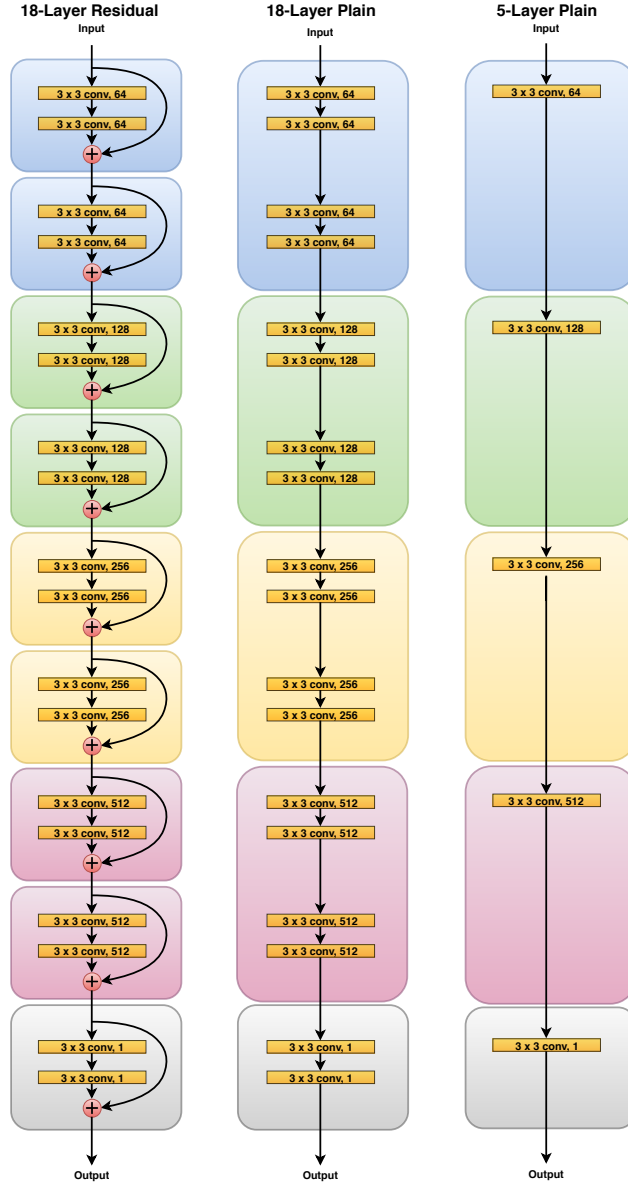 18-Layer Residual
Input
3 x 3 conv, 64
3 x 3 conv, 64
+
3 x 3 conv, 64
3 x 3 conv, 64
+
3 x 3 conv, 128
3 x 3 conv, 128
+
3 x 3 conv, 128
3 x 3 conv, 128
+
3 x 3 conv, 256
3 x 3 conv, 256
+
3 x 3 conv, 256
3 x 3 conv, 256
+
3 x 3 conv, 512
3 x 3 conv, 512
+
3 x 3 conv, 512
3 x 3 conv, 512
+
3 x 3 conv, 1
3 x 3 conv, 1
+
Output
18-Layer Plain
Input
3 x 3 conv, 64
3 x 3 conv, 64
3 x 3 conv, 64
3 x 3 conv, 64
3 x 3 conv, 128
3 x 3 conv, 128
3 x 3 conv, 128
3 x 3 conv, 128
3 x 3 conv, 256
3 x 3 conv, 256
3 x 3 conv, 256
3 x 3 conv, 256
3 x 3 conv, 512
3 x 3 conv, 512
3 x 3 conv, 512
3 x 3 conv, 512
3 x 3 conv, 1
3 x 3 conv, 1
Output
5-Layer Plain
Input
3 x 3 conv, 64
3 x 3 conv, 128
3 x 3 conv, 256
3 x 3 conv, 512
3 x 3 conv, 1
Output